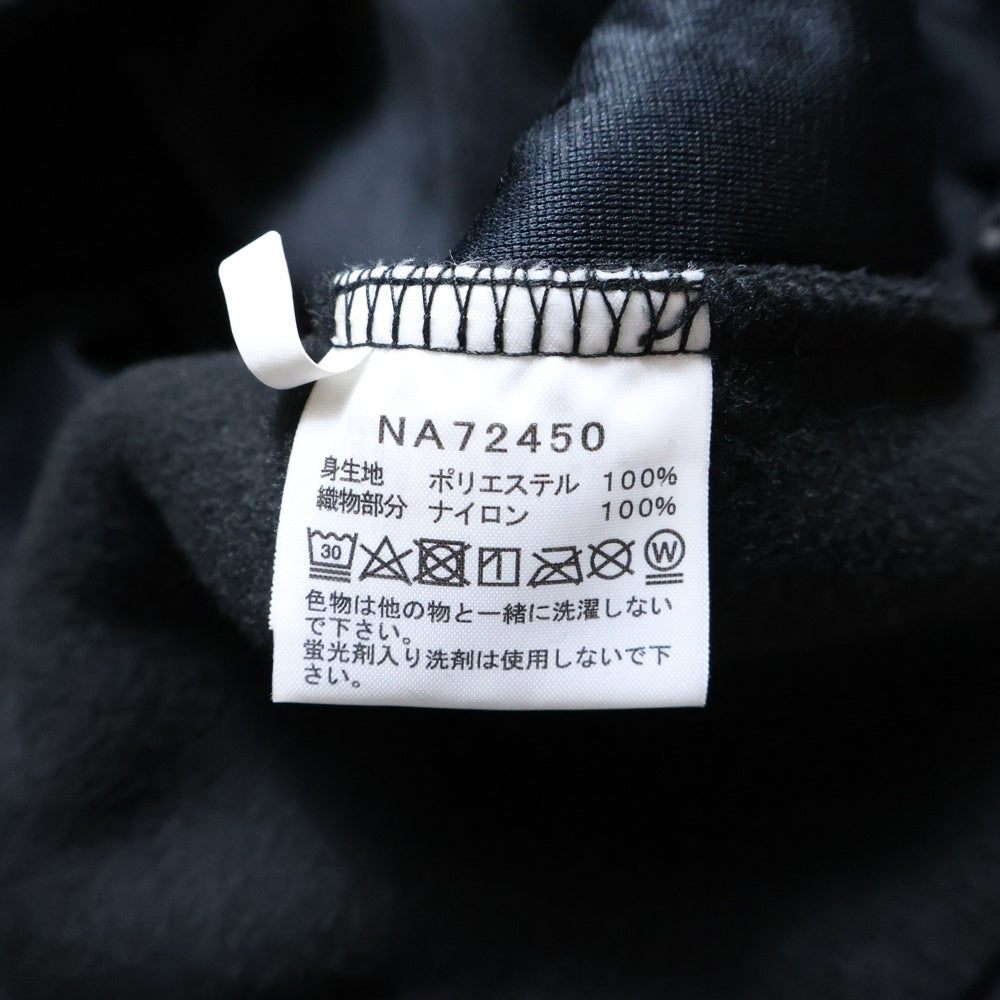 NA72450
身生地 ポリエステル 100%
織物部分 ナイロン 100%
30 W
色物は他の物と一緒に洗濯しない
で下さい。
蛍光剤入り洗剤は使用しないで下
さい。